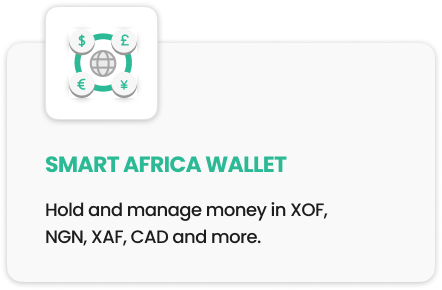 $ £
€ ¥
SMART AFRICA WALLET
Hold and manage money in XOF,
NGN, XAF, CAD and more.